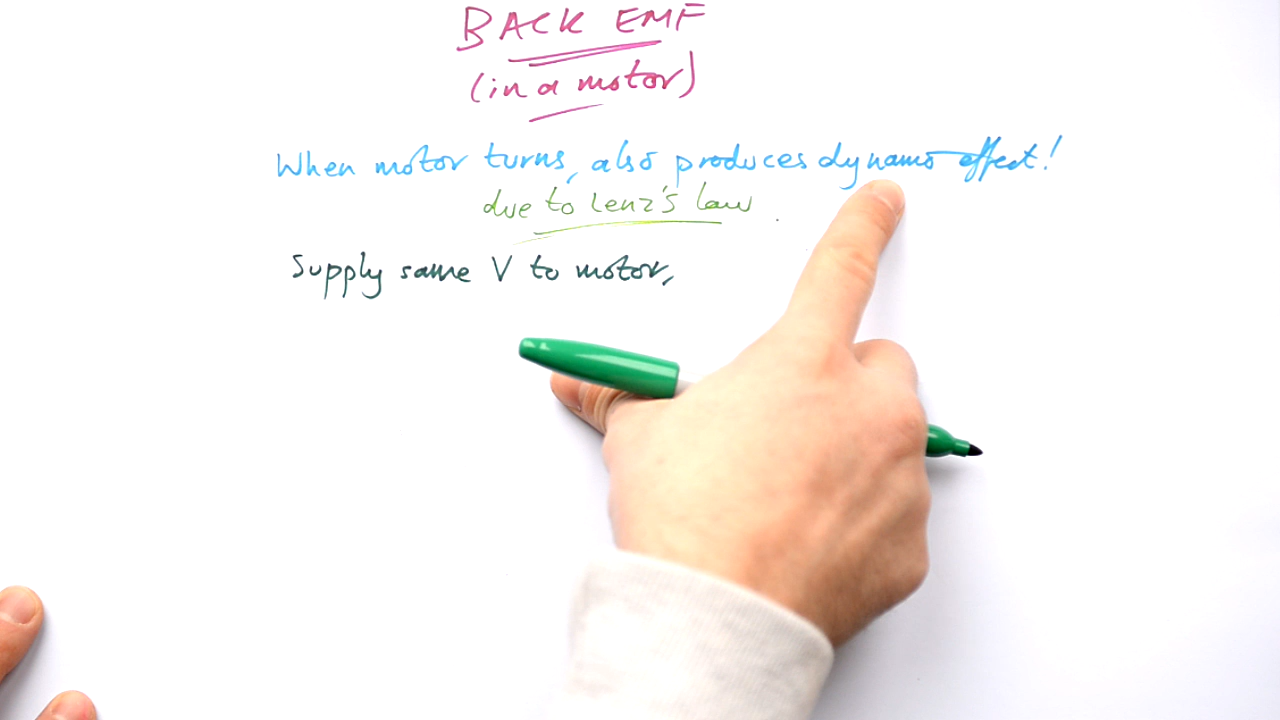 BACK EMF
(in a motor)
When motor turns, also produces dynamo effect!
due to Lenz's law.
Supply same V to motor,